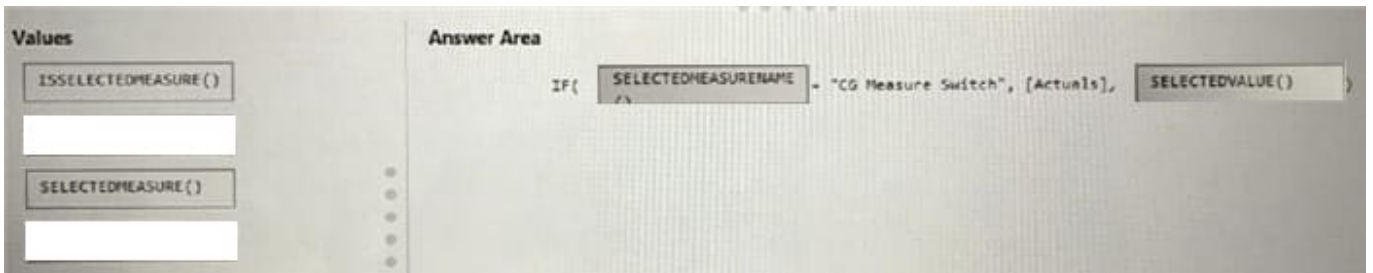 Values
Answer Area
ISSELECTEDMEASURE()
IF( SELECTEDMEASURENAME
() = "CG Measure Switch", [Actuals], SELECTEDVALUE() )
SELECTEDMEASURE()